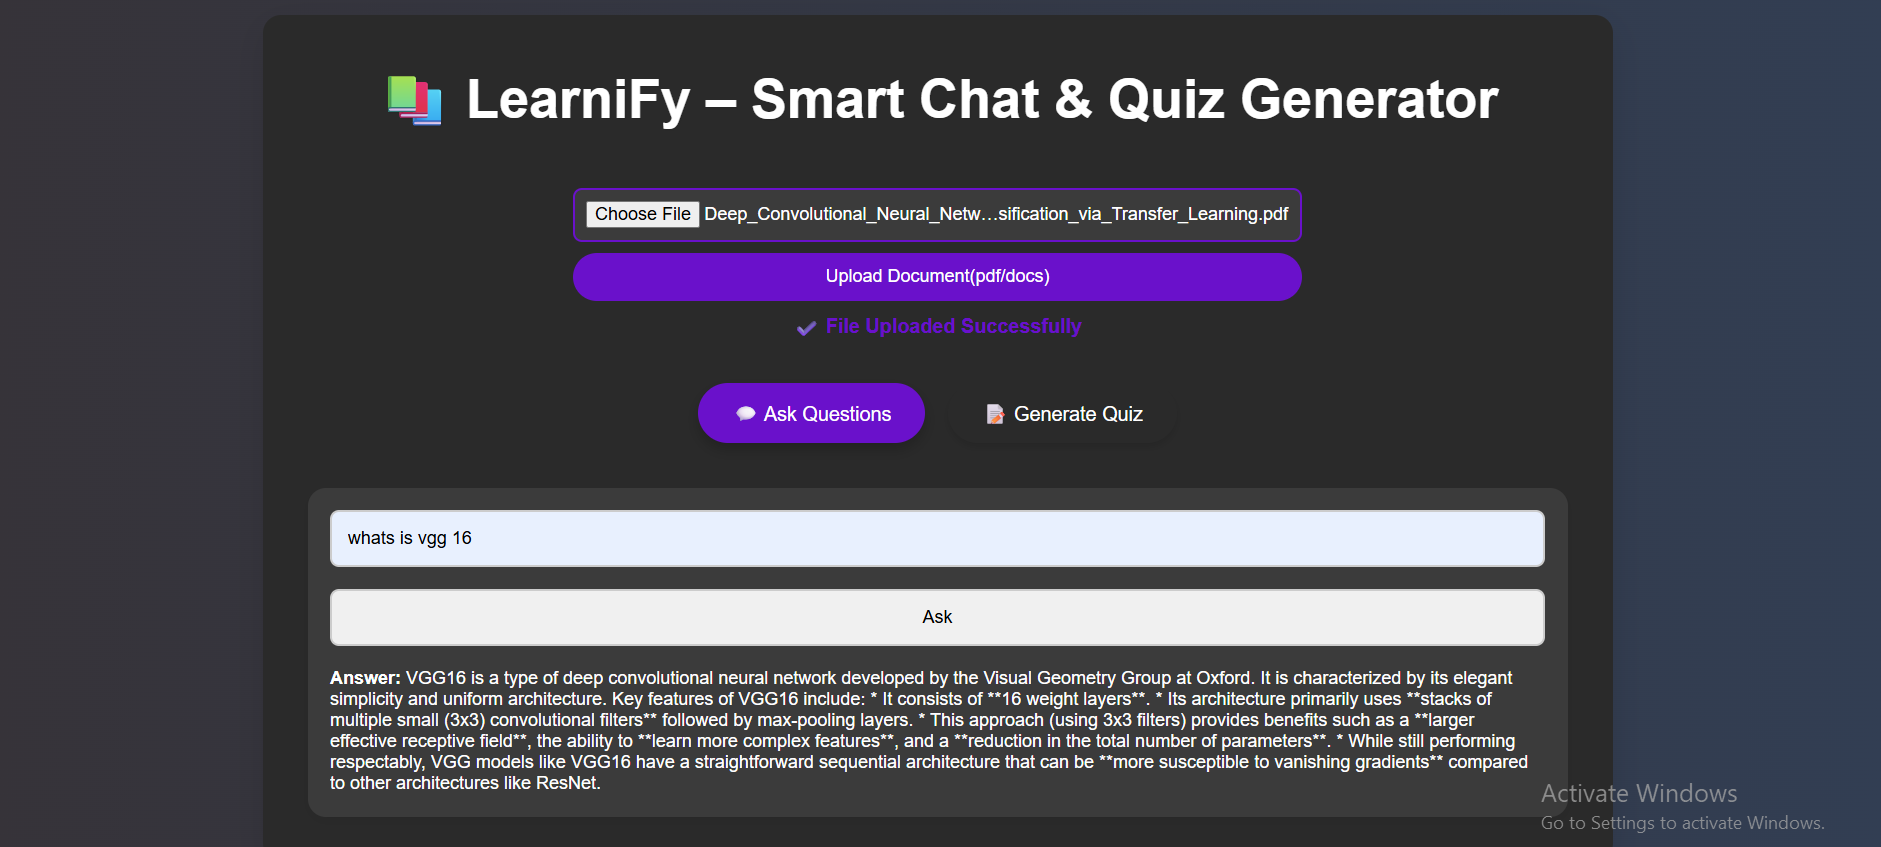 LearniFy – Smart Chat & Quiz Generator
Choose File Deep_Convolutional_Neural_Netw…sification_via_Transfer_Learning.pdf
Upload Document(pdf/docs)
File Uploaded Successfully
Ask Questions
Generate Quiz
whats is vgg 16
Ask
Answer: VGG16 is a type of deep convolutional neural network developed by the Visual Geometry Group at Oxford. It is characterized by its elegant
simplicity and uniform architecture. Key features of VGG16 include: * It consists of **16 weight layers**. * Its architecture primarily uses **stacks of
multiple small (3x3) convolutional filters** followed by max-pooling layers. * This approach (using 3x3 filters) provides benefits such as a **larger
effective receptive field**, the ability to **learn more complex features**, and a **reduction in the total number of parameters**. * While still performing
respectably, VGG models like VGG16 have a straightforward sequential architecture that can be **more susceptible to vanishing gradients** compared
to other architectures like ResNet.
Activate Windows
Go to Settings to activate Windows.